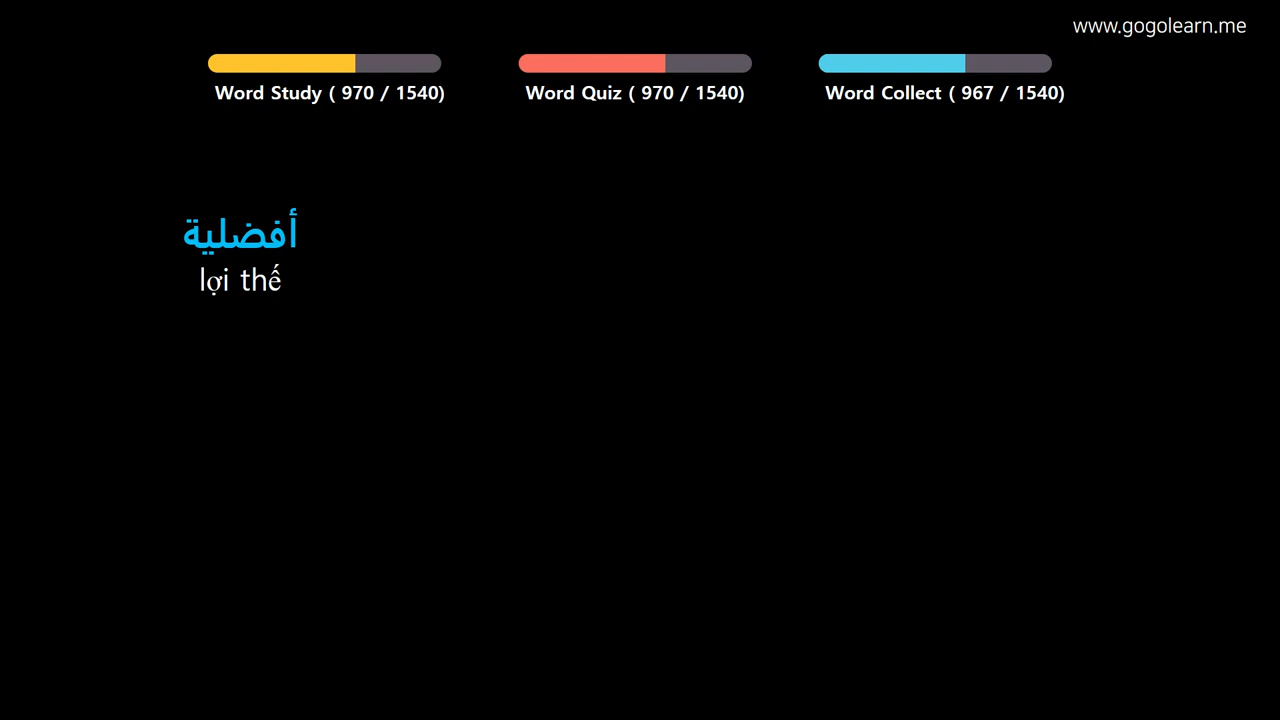 www.gogolearn.me
Word Study ( 970 / 1540)
Word Quiz ( 970 / 1540)
Word Collect ( 967 / 1540)
أفضلية
lợi thế